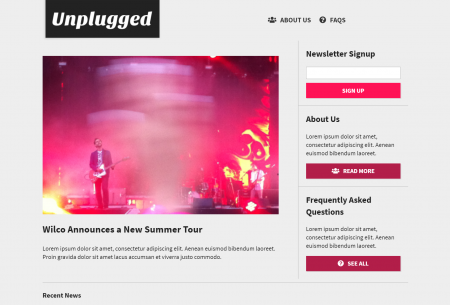 Unplugged
ABOUT US
FAQS
Wilco Announces a New Summer Tour
Lorem ipsum dolor sit amet, consectetur adipiscing elit. Aenean euismod bibendum laoreet.
Proin gravida dolor sit amet lacus accumsan et viverra justo commodo.
Newsletter Signup
SIGN UP
About Us
Lorem ipsum dolor sit amet,
consectetur adipiscing elit. Aenean
euismod bibendum laoreet.
READ MORE
Frequently Asked
Questions
Lorem ipsum dolor sit amet,
consectetur adipiscing elit. Aenean
euismod bibendum laoreet.
SEE ALL
Recent News